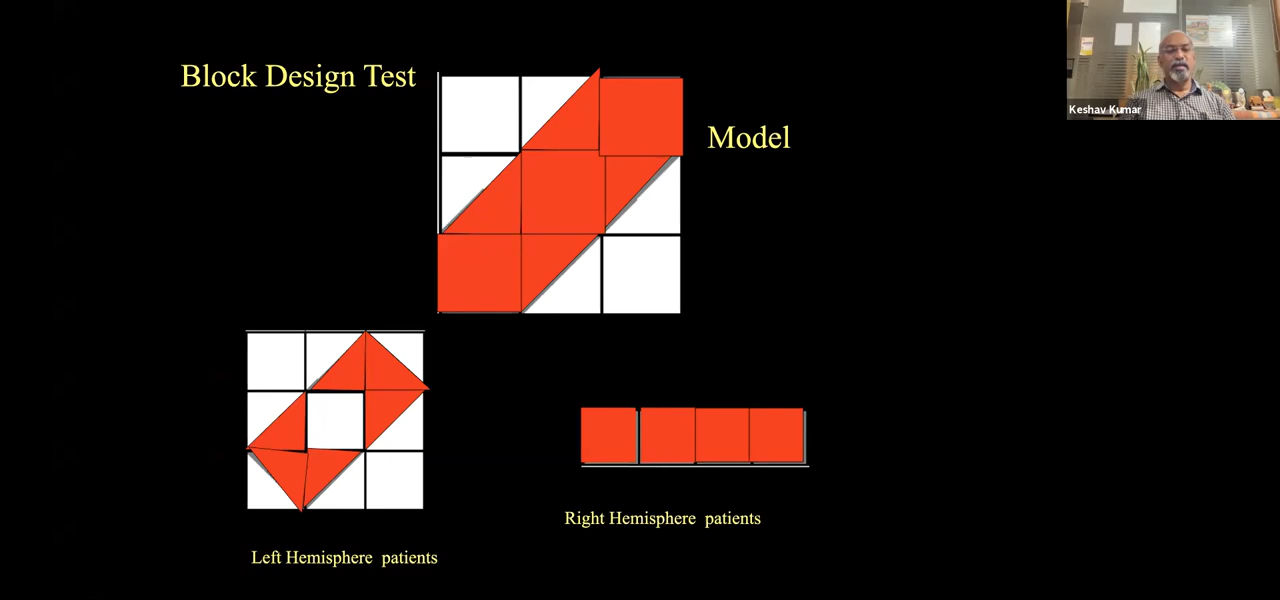 Block Design Test
Keshav Kumar
Model
Right Hemisphere patients
Left Hemisphere patients